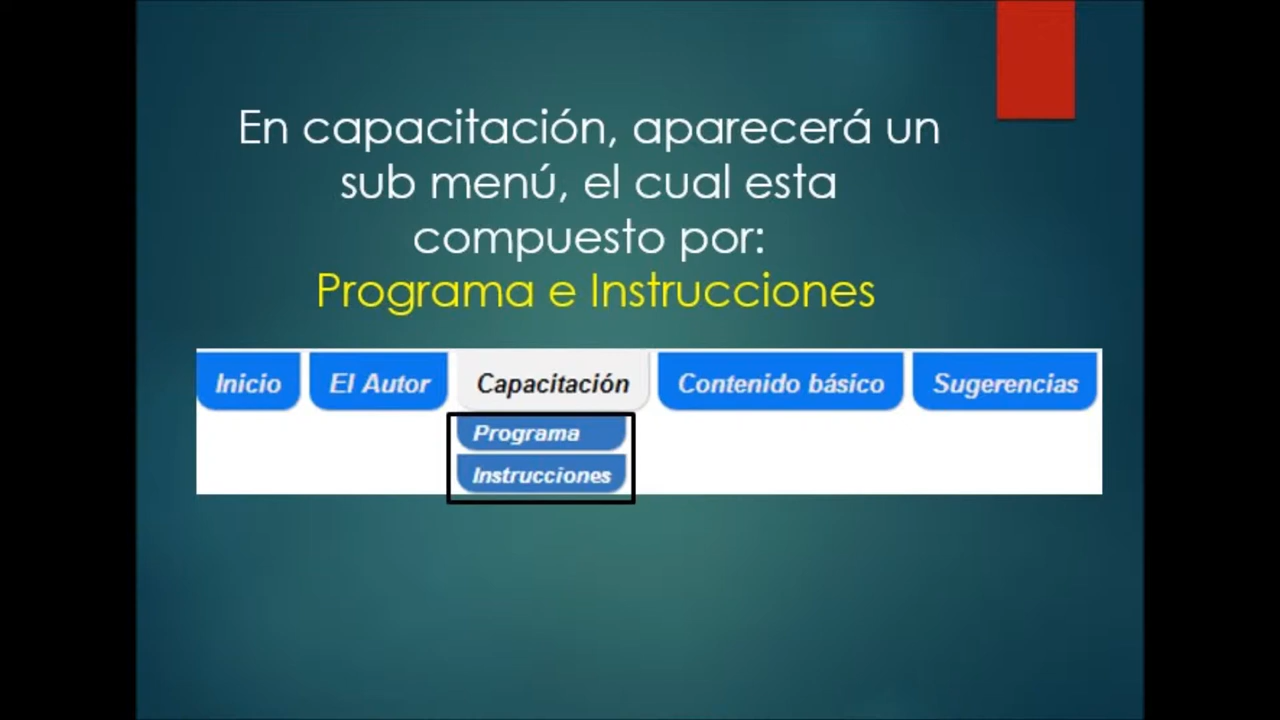 En capacitación, aparecerá un
sub menú, el cual esta
compuesto por:
Programa e Instrucciones
Inicio El Autor Capacitación Contenido básico Sugerencias
Programa
Instrucciones